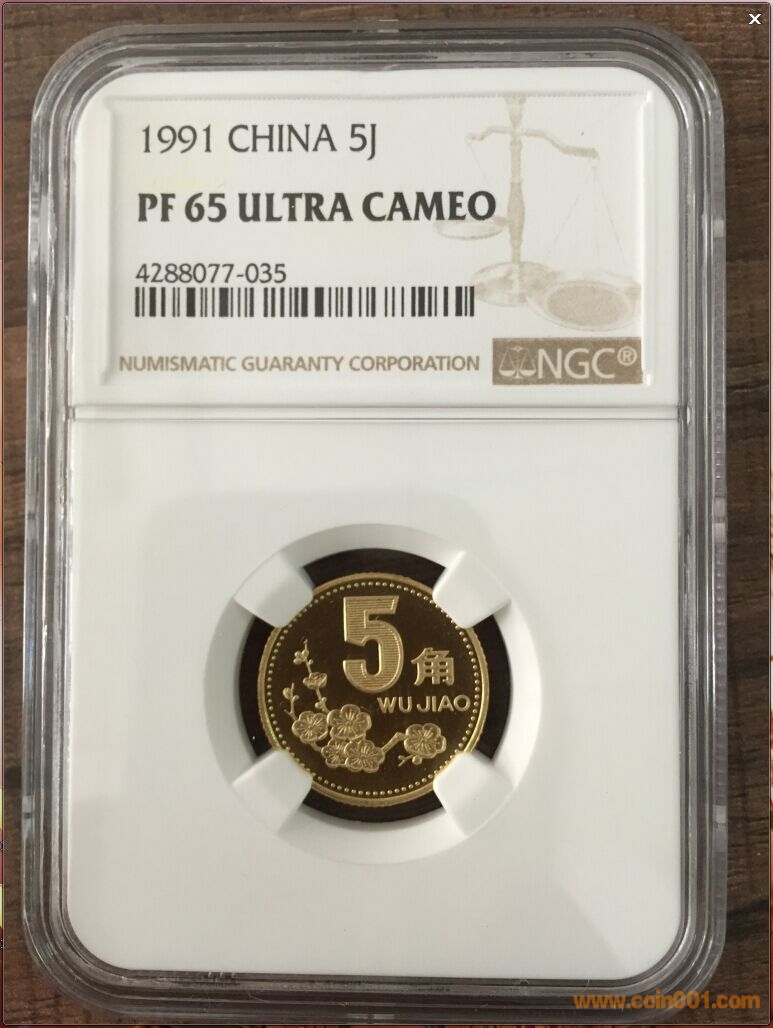 1991 CHINA 5J
PF 65 ULTRA CAMEO
4288077-035
NUMISMATIC GUARANTY CORPORATION
NGC®
5角
WU JIAO
www.coin001.com